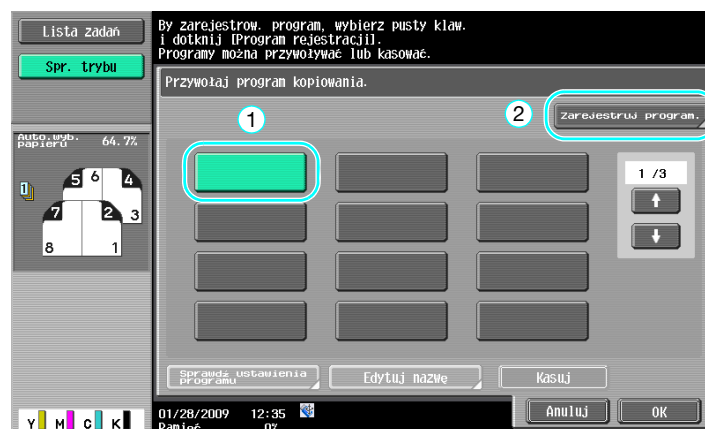 Lista zadań
Spr. trybu
By zarejestrow. program, wybierz pusty klaw.
i dotknij [Program rejestracji].
Programy można przywoływać lub kasować.
Przywołaj program kopiowania.
1
2
Zarejestruj program.
Auto.wyb.
papieru
64.7%
1
5 6 4
7 2 3
8 1
1 /3
Sprawdź ustawienia
programu
Edytuj nazwę
Kasuj
01/28/2009 12:35
Pamięć 0%
Anuluj
OK
Y M C K